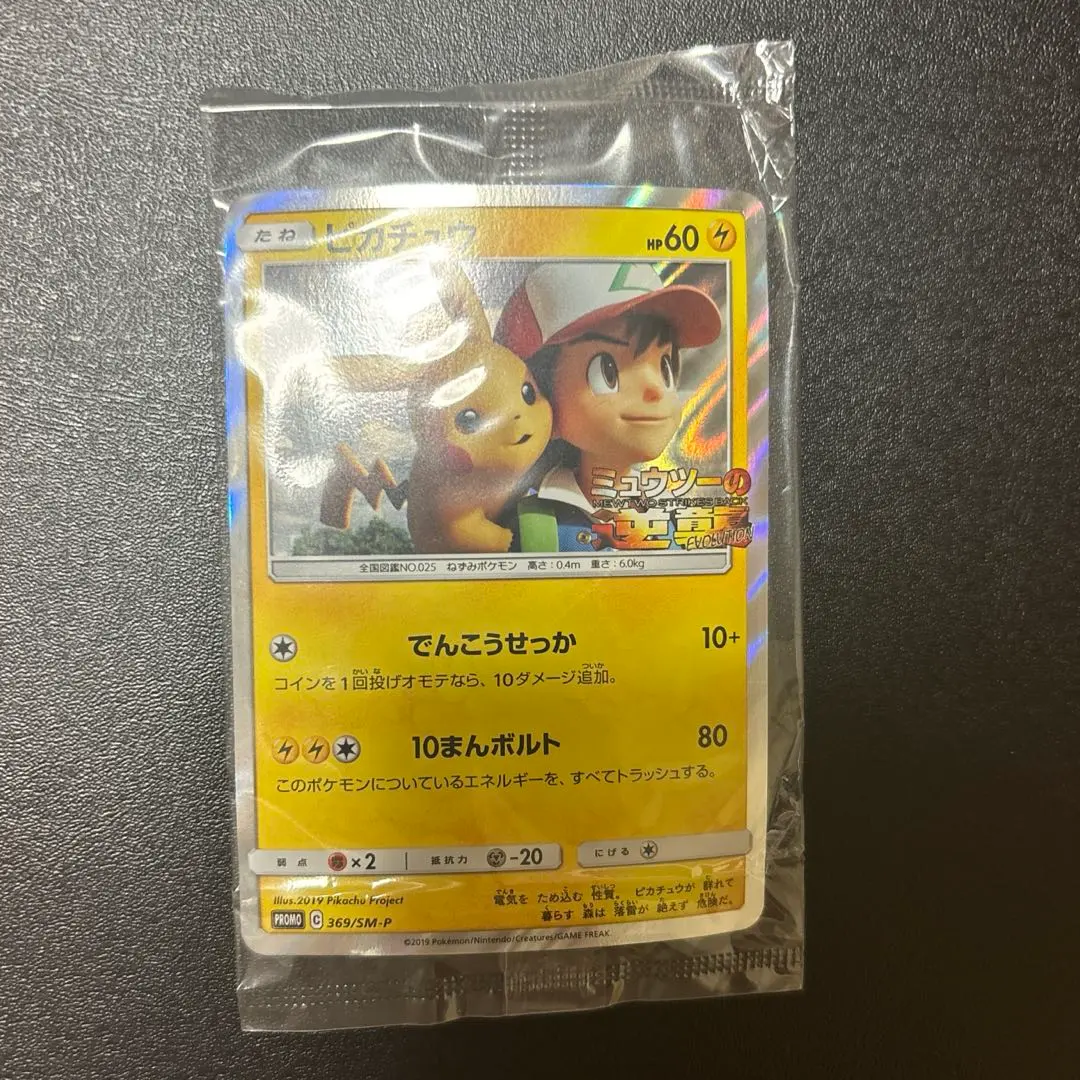 たね ピカチュウ HP60
ミュウツーの
MEWTWO STRIKES BACK
逆襲
EVOLUTION
全国図鑑NO.025 ねずみポケモン 高さ:0.4m 重さ:6.0kg
でんこうせっか 10+
コインを1回投げオモテなら、10ダメージ追加。
10まんボルト 80
このポケモンについているエネルギーを、すべてトラッシュする。
弱点 ×2 抵抗力 -20 にげる
Illus.2019 Pikachu Project
電気を ため込む 性質。 ピカチュウが 群れで
暮らす 森は 落雷が 絶えず 危険だ。
PROMO C 369/SM-P
©2019 Pokémon/Nintendo/Creatures/GAME FREAK.